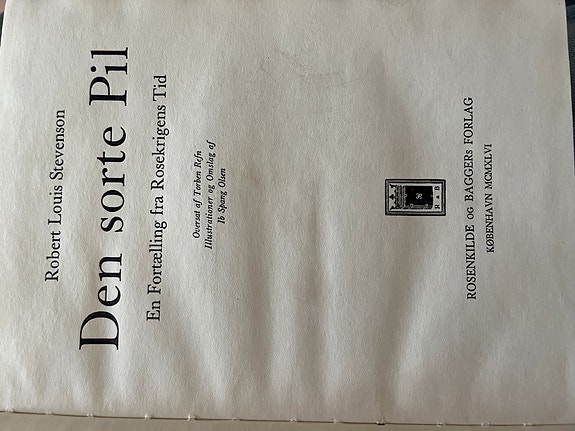 Robert Louis Stevenson
Den sorte Pil
En Fortælling fra Rosekrigens Tid
Oversat af Torben Refn
Illustrationer og Omslag af
Ib Spang Olsen
R & B
ROSENKILDE OG BAGGERS FORLAG
KØBENHAVN MCMXLVI